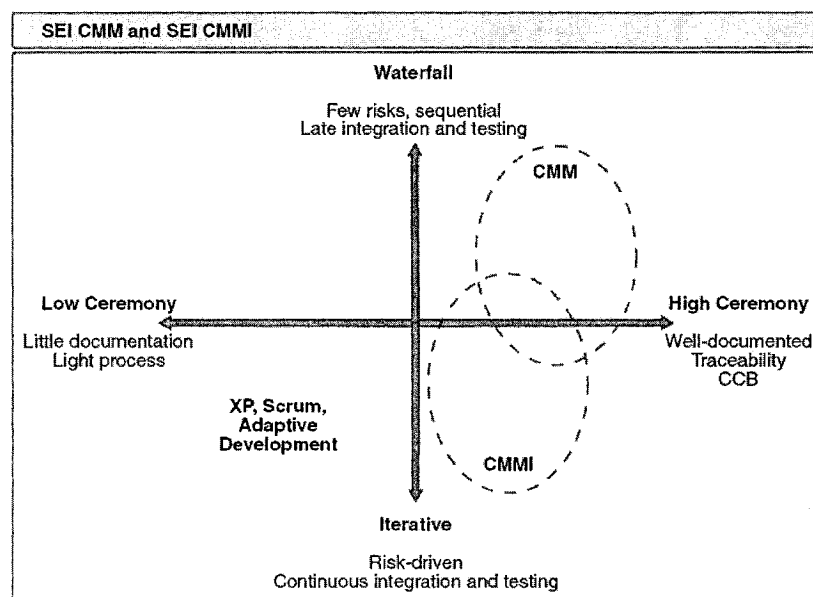 SEI CMM and SEI CMMI
Waterfall
Few risks, sequential
Late integration and testing
CMM
Low Ceremony
Little documentation
Light process
High Ceremony
Well-documented
Traceability
CCB
XP, Scrum,
Adaptive
Development
CMMI
Iterative
Risk-driven
Continuous integration and testing